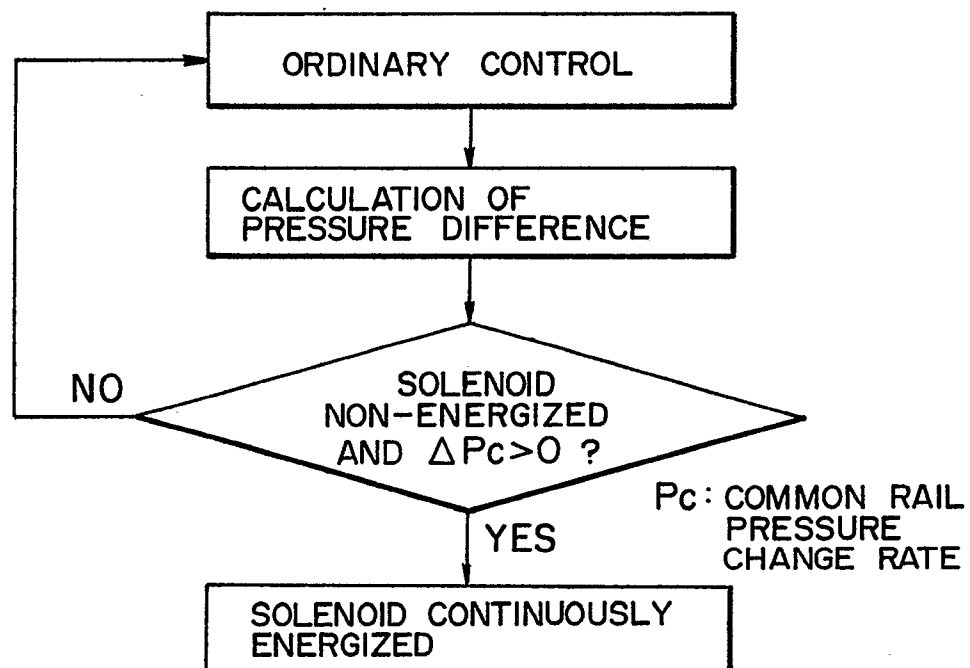 ORDINARY CONTROL
CALCULATION OF
PRESSURE DIFFERENCE
NO
SOLENOID
NON-ENERGIZED
AND ΔPc>0 ?
Pc: COMMON RAIL
PRESSURE
CHANGE RATE
YES
SOLENOID CONTINUOUSLY
ENERGIZED